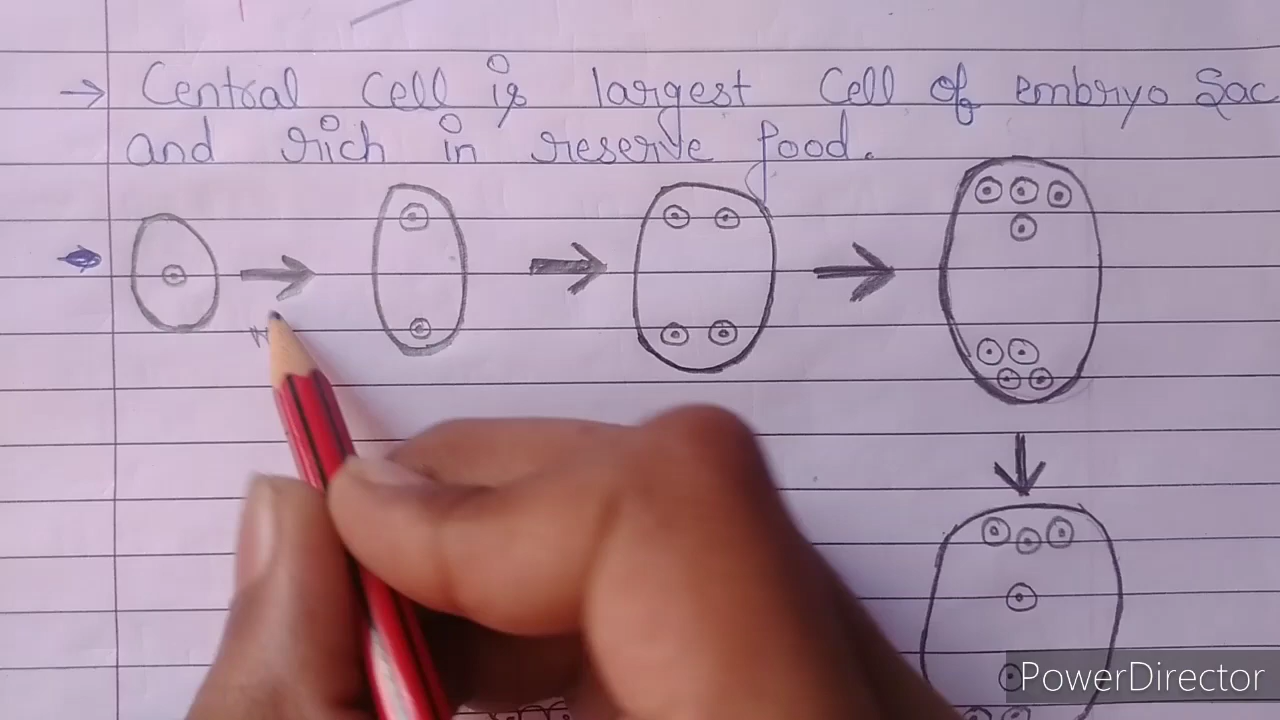 → Central Cell is largest Cell of embryo Sac
and rich in reserve food.
PowerDirector